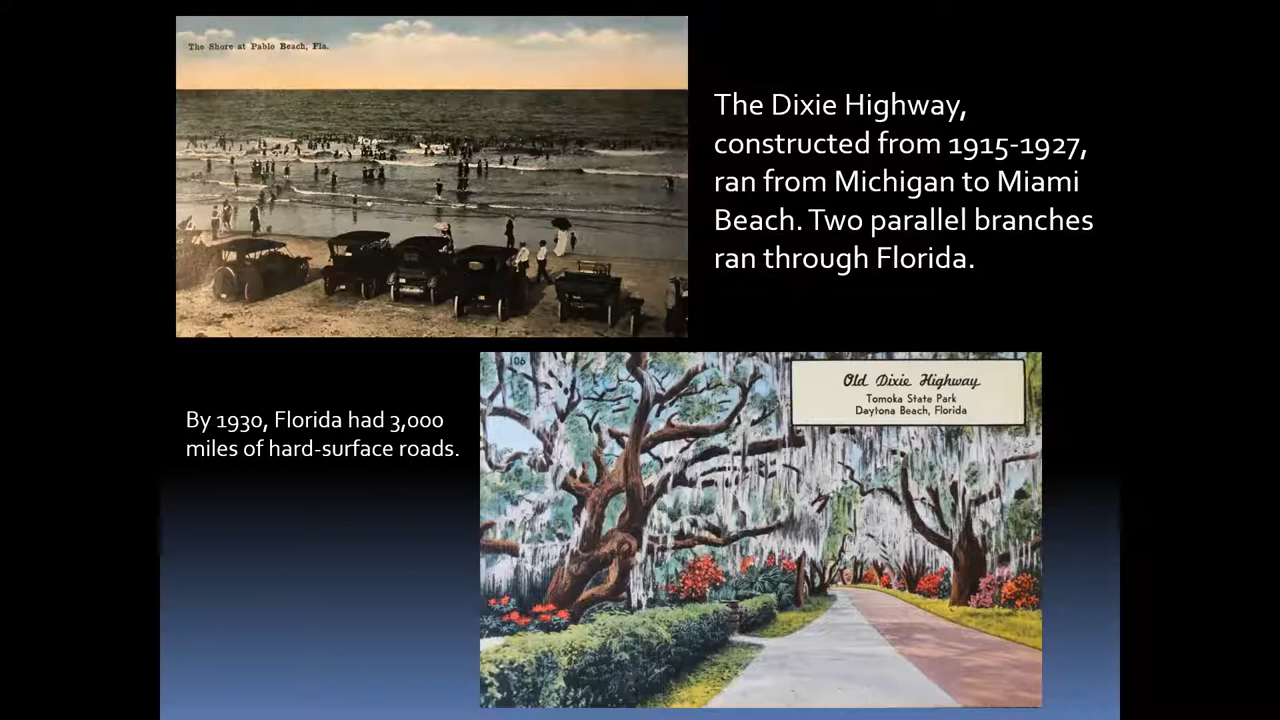 The Shore at Pablo Beach, Fla.
The Dixie Highway,
constructed from 1915-1927,
ran from Michigan to Miami
Beach. Two parallel branches
ran through Florida.
By 1930, Florida had 3,000
miles of hard-surface roads.
106
Old Dixie Highway
Tomoka State Park
Daytona Beach, Florida